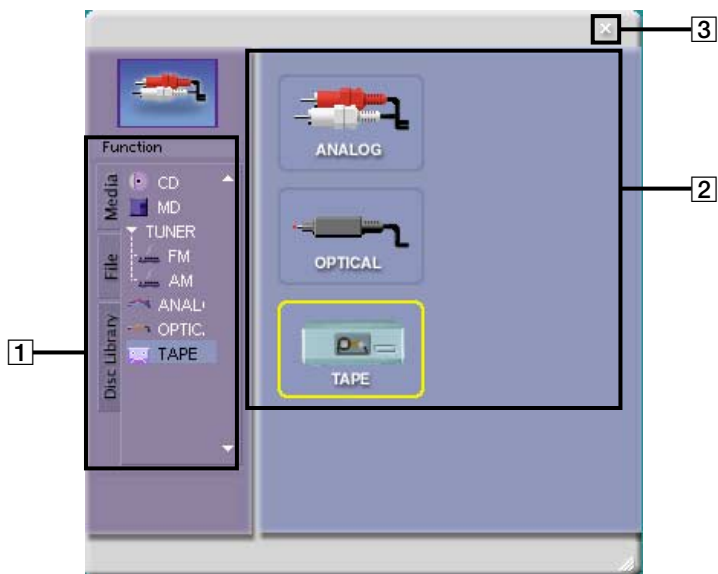 3
Function
Media
File
Disc Library
CD
MD
TUNER
FM
AM
ANAL
OPTIC.
TAPE
1
ANALOG
OPTICAL
TAPE
2